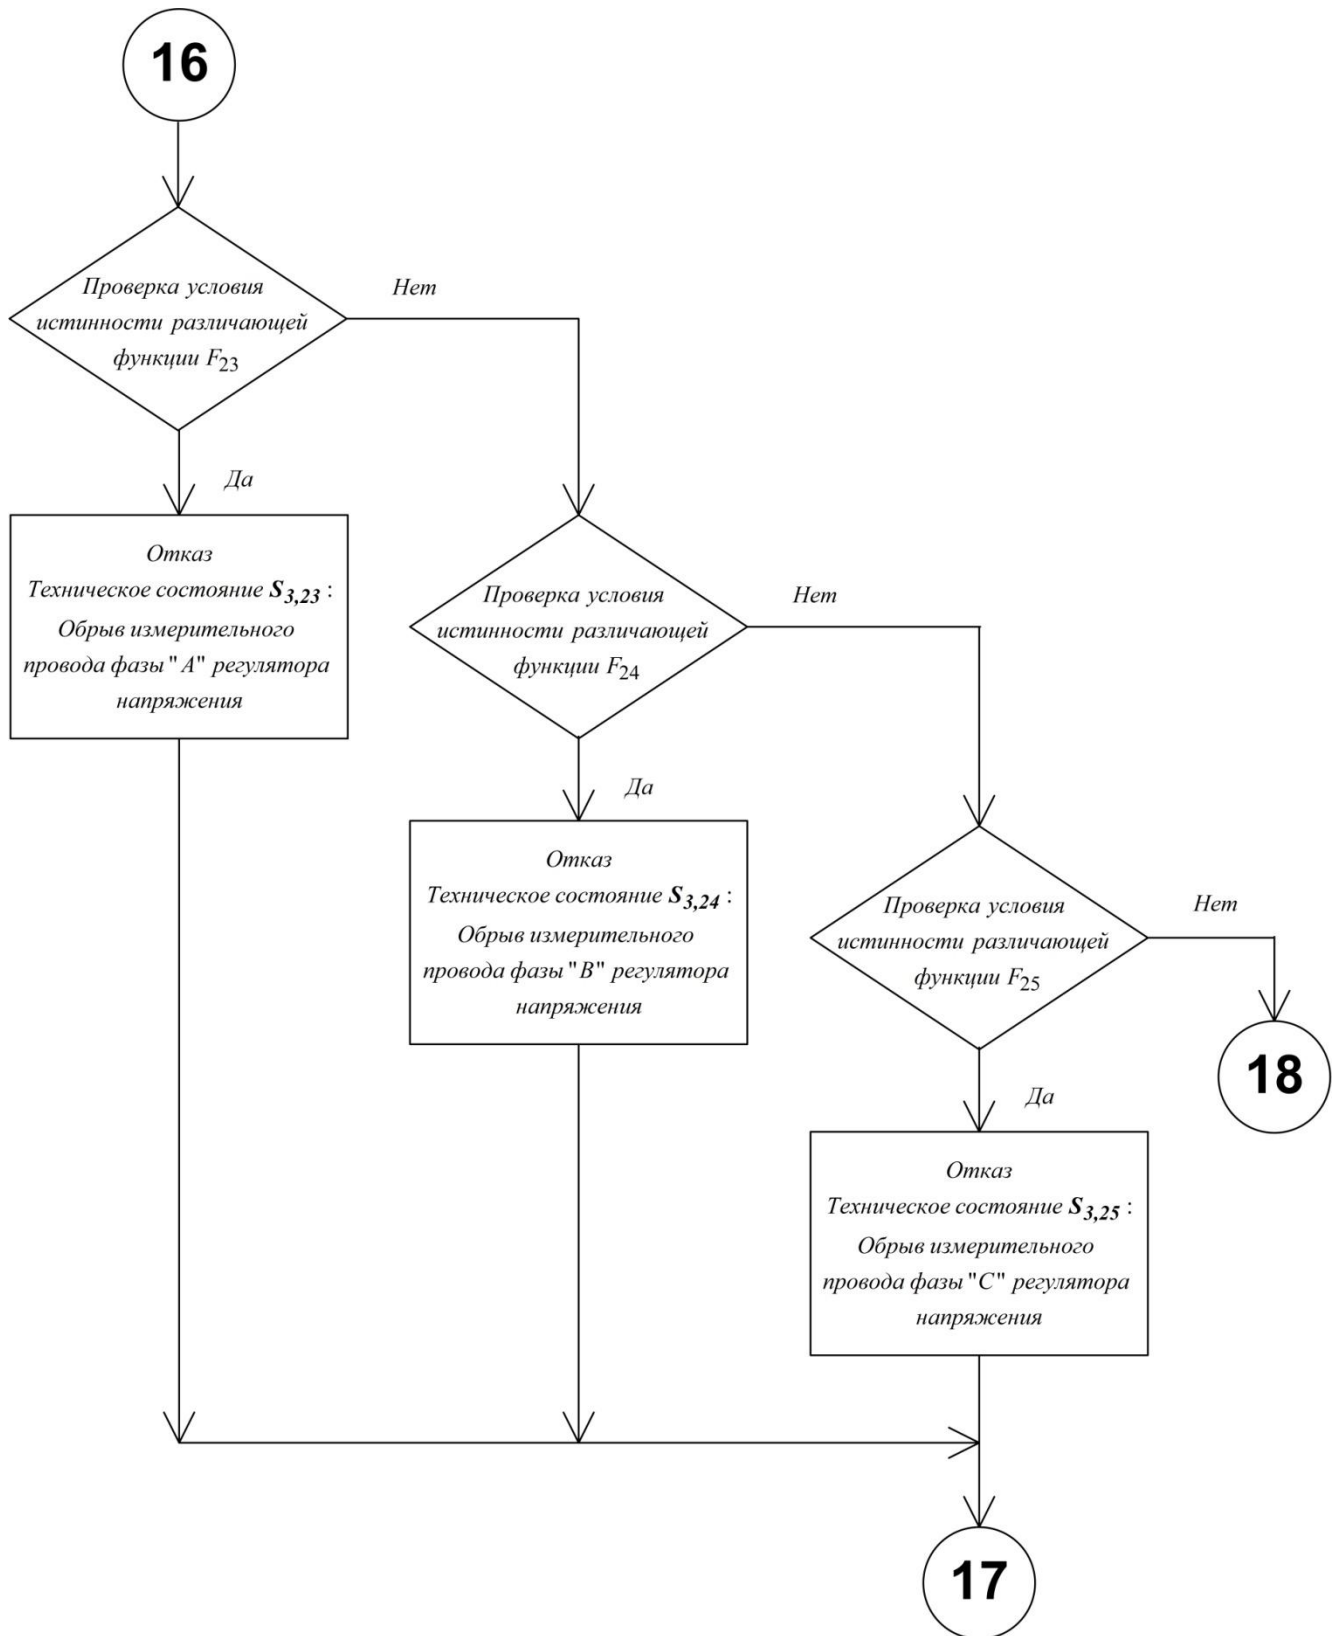 16
Проверка условия
истинности различающей
функции F23
Нет
Да
Отказ
Техническое состояние S3,23 :
Обрыв измерительного
провода фазы "А" регулятора
напряжения
Проверка условия
истинности различающей
функции F24
Нет
Да
Отказ
Техническое состояние S3,24 :
Обрыв измерительного
провода фазы "В" регулятора
напряжения
Проверка условия
истинности различающей
функции F25
Нет
18
Да
Отказ
Техническое состояние S3,25 :
Обрыв измерительного
провода фазы "С" регулятора
напряжения
17